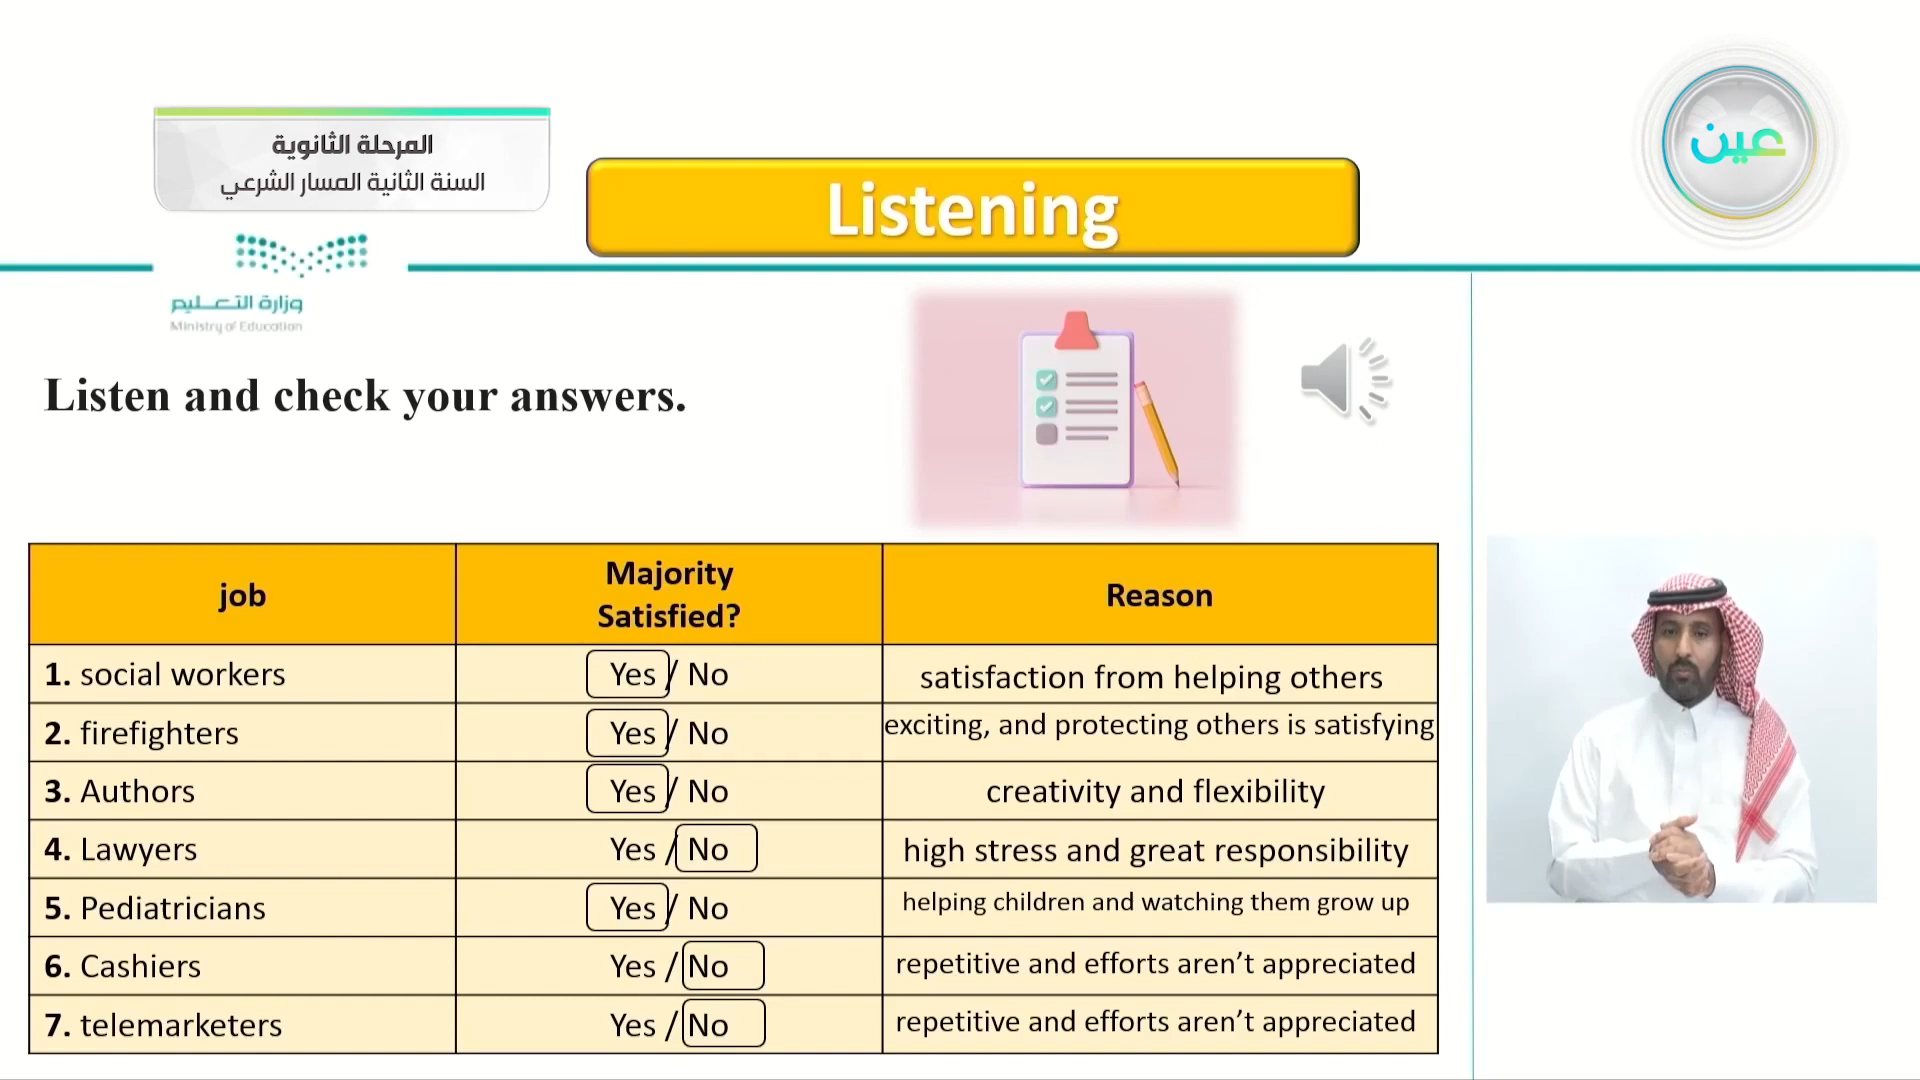 المرحلة الثانوية
السنة الثانية المسار الشرعي
Listening
عين
وزارة التعليم
Ministry of Education
Listen and check your answers.
job
Majority
Satisfied?
Reason
1. social workers
Yes / No
satisfaction from helping others
2. firefighters
Yes / No
exciting, and protecting others is satisfying
3. Authors
Yes / No
creativity and flexibility
4. Lawyers
Yes / No
high stress and great responsibility
5. Pediatricians
Yes / No
helping children and watching them grow up
6. Cashiers
Yes / No
repetitive and efforts aren’t appreciated
7. telemarketers
Yes / No
repetitive and efforts aren’t appreciated